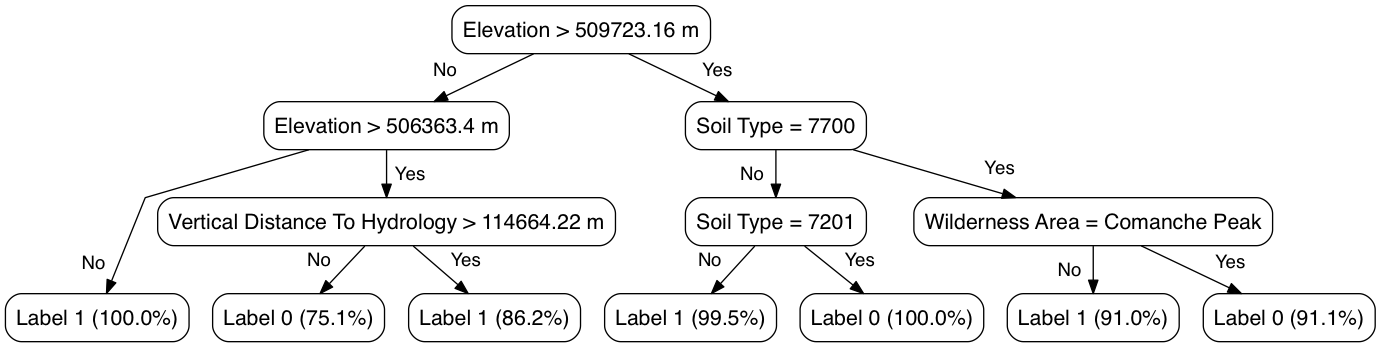 Elevation > 509723.16 m
No
Yes
Elevation > 506363.4 m
Soil Type = 7700
No
Yes
No
Yes
Vertical Distance To Hydrology > 114664.22 m
Soil Type = 7201
Wilderness Area = Comanche Peak
No
Yes
No
Yes
No
Yes
Label 1 (100.0%)
Label 0 (75.1%)
Label 1 (86.2%)
Label 1 (99.5%)
Label 0 (100.0%)
Label 1 (91.0%)
Label 0 (91.1%)